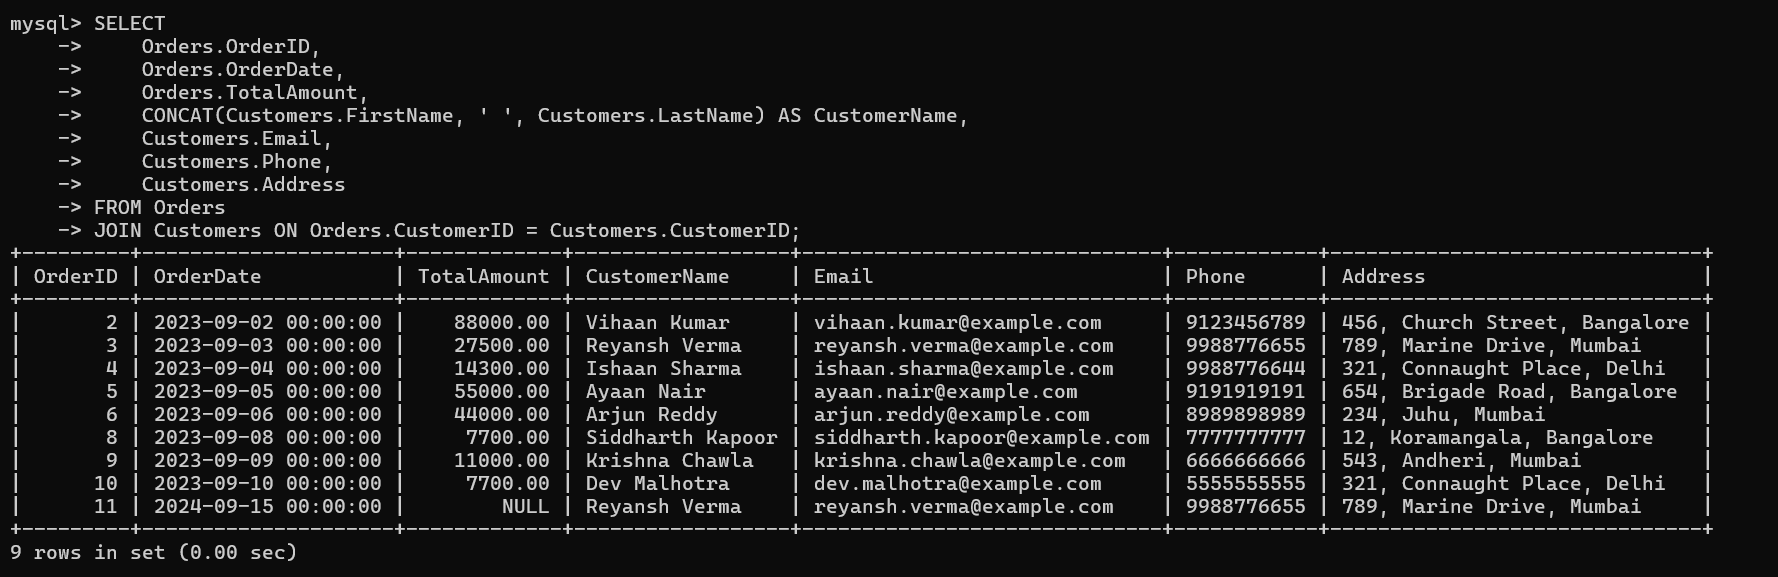 mysql> SELECT
    ->     Orders.OrderID,
    ->     Orders.OrderDate,
    ->     Orders.TotalAmount,
    ->     CONCAT(Customers.FirstName, ' ', Customers.LastName) AS CustomerName,
    ->     Customers.Email,
    ->     Customers.Phone,
    ->     Customers.Address
    -> FROM Orders
    -> JOIN Customers ON Orders.CustomerID = Customers.CustomerID;
+---------+---------------------+-------------+------------------+------------------------------+------------+-------------------------------+
| OrderID | OrderDate           | TotalAmount | CustomerName     | Email                        | Phone      | Address                       |
+---------+---------------------+-------------+------------------+------------------------------+------------+-------------------------------+
|       2 | 2023-09-02 00:00:00 |    88000.00 | Vihaan Kumar     | vihaan.kumar@example.com     | 9123456789 | 456, Church Street, Bangalore |
|       3 | 2023-09-03 00:00:00 |    27500.00 | Reyansh Verma    | reyansh.verma@example.com    | 9988776655 | 789, Marine Drive, Mumbai     |
|       4 | 2023-09-04 00:00:00 |    14300.00 | Ishaan Sharma    | ishaan.sharma@example.com    | 9988776644 | 321, Connaught Place, Delhi   |
|       5 | 2023-09-05 00:00:00 |    55000.00 | Ayaan Nair       | ayaan.nair@example.com       | 9191919191 | 654, Brigade Road, Bangalore  |
|       6 | 2023-09-06 00:00:00 |    44000.00 | Arjun Reddy      | arjun.reddy@example.com      | 8989898989 | 234, Juhu, Mumbai             |
|       8 | 2023-09-08 00:00:00 |     7700.00 | Siddharth Kapoor | siddharth.kapoor@example.com | 7777777777 | 12, Koramangala, Bangalore    |
|       9 | 2023-09-09 00:00:00 |    11000.00 | Krishna Chawla   | krishna.chawla@example.com   | 6666666666 | 543, Andheri, Mumbai          |
|      10 | 2023-09-10 00:00:00 |     7700.00 | Dev Malhotra     | dev.malhotra@example.com     | 5555555555 | 321, Connaught Place, Delhi   |
|      11 | 2024-09-15 00:00:00 |        NULL | Reyansh Verma    | reyansh.verma@example.com    | 9988776655 | 789, Marine Drive, Mumbai     |
+---------+---------------------+-------------+------------------+------------------------------+------------+-------------------------------+
9 rows in set (0.00 sec)